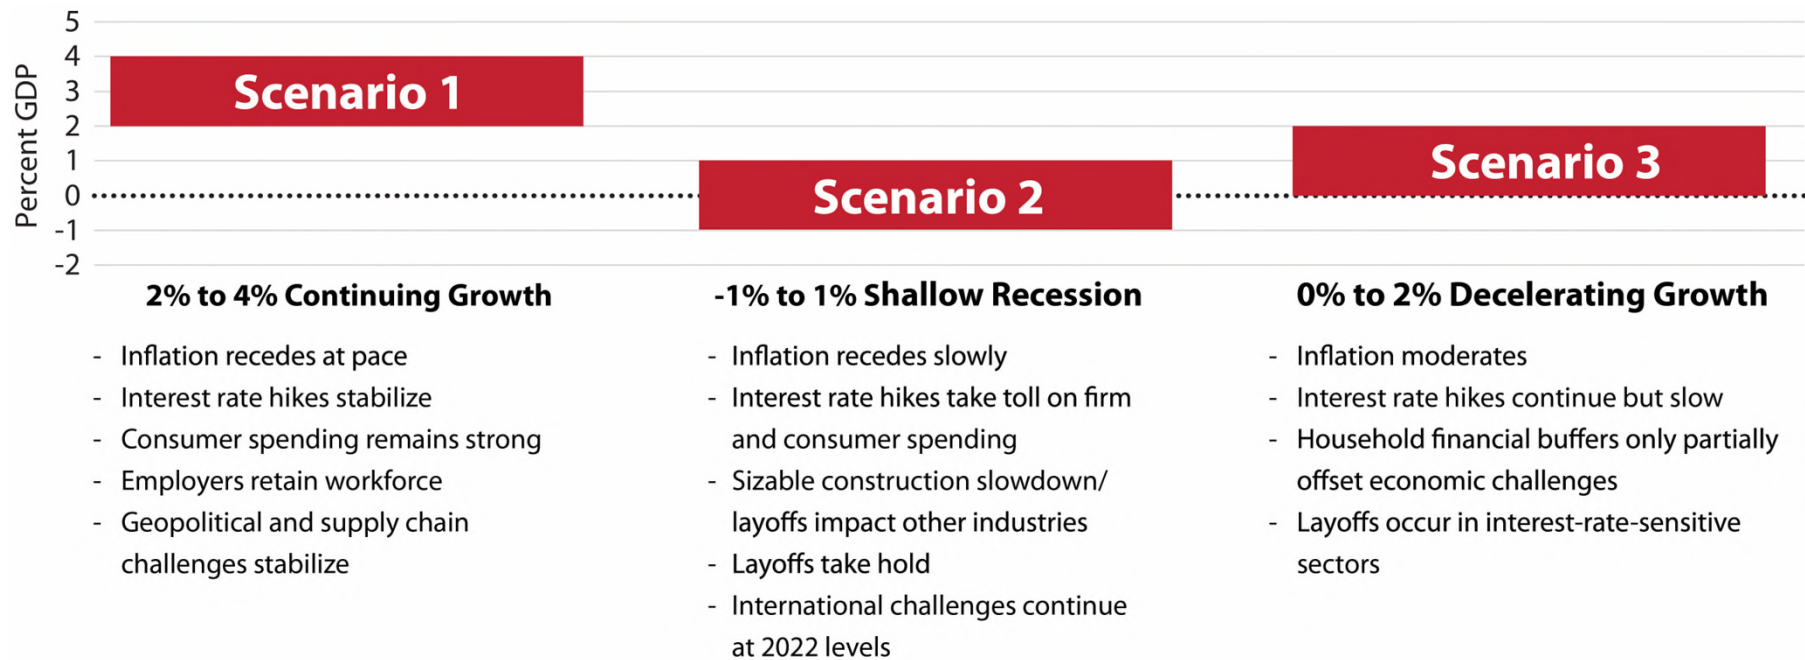 Percent GDP
5
4
3
2
1
0
-1
-2
Scenario 1
Scenario 2
Scenario 3
2% to 4% Continuing Growth
- Inflation recedes at pace
- Interest rate hikes stabilize
- Consumer spending remains strong
- Employers retain workforce
- Geopolitical and supply chain
challenges stabilize
-1% to 1% Shallow Recession
- Inflation recedes slowly
- Interest rate hikes take toll on firm
and consumer spending
- Sizable construction slowdown/
layoffs impact other industries
- Layoffs take hold
- International challenges continue
at 2022 levels
0% to 2% Decelerating Growth
- Inflation moderates
- Interest rate hikes continue but slow
- Household financial buffers only partially
offset economic challenges
- Layoffs occur in interest-rate-sensitive
sectors